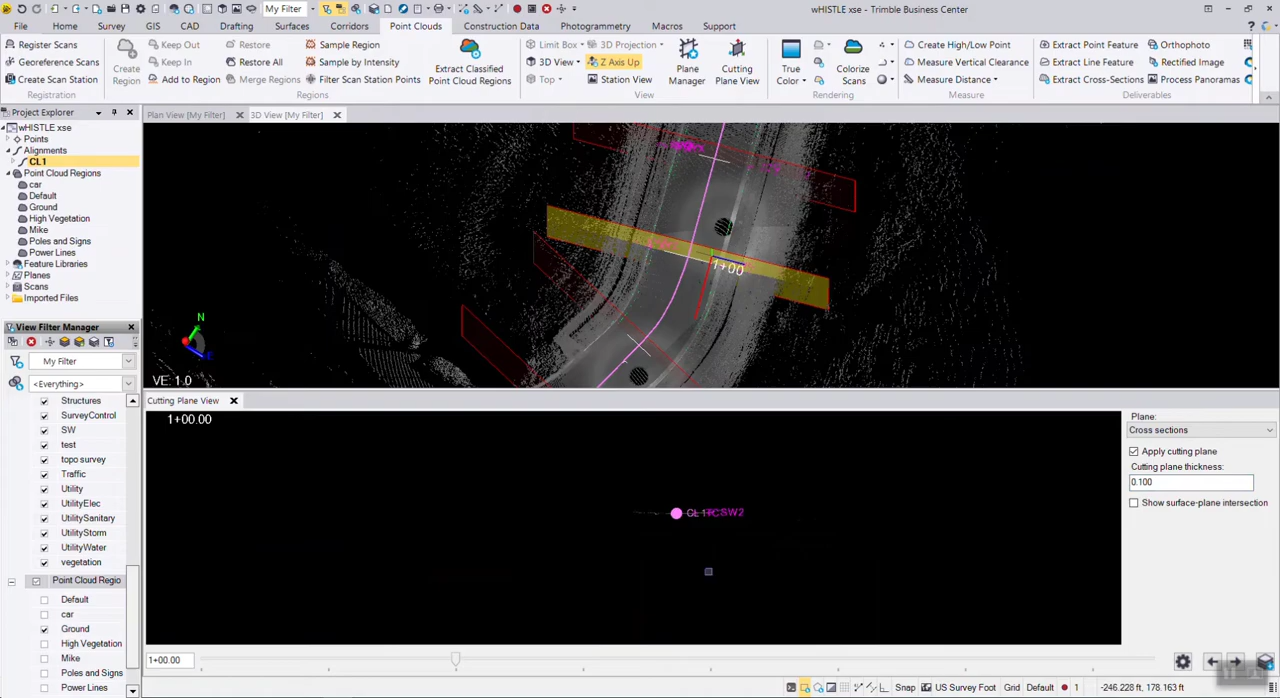 My Filter
wHISTLE xse - Trimble Business Center
File Home Survey GIS CAD Drafting Surfaces Corridors Point Clouds Construction Data Photogrammetry Macros Support
Register Scans
Georeference Scans
Create Scan Station
Registration
Create Region
Keep Out
Keep In
Add to Region
Restore
Restore All
Merge Regions
Regions
Sample Region
Sample by Intensity
Filter Scan Station Points
Extract Classified Point Cloud Regions
Limit Box
3D View
Top
3D Projection
Z Axis Up
Station View
View
Plane Manager
Cutting Plane View
True Color
Colorize Scans
Rendering
Create High/Low Point
Measure Vertical Clearance
Measure Distance
Measure
Extract Point Feature
Extract Line Feature
Extract Cross-Sections
Orthophoto
Rectified Image
Process Panoramas
Deliverables
Project Explorer
wHISTLE xse
Points
Alignments
CL1
Point Cloud Regions
car
Default
Ground
High Vegetation
Mike
Poles and Signs
Power Lines
Feature Libraries
Planes
Scans
Imported Files
View Filter Manager
My Filter
<Everything>
Structures
SurveyControl
SW
test
topo survey
Traffic
Utility
UtilityElec
UtilitySanitary
UtilityStorm
UtilityWater
vegetation
Point Cloud Regio
Default
car
Ground
High Vegetation
Mike
Poles and Signs
Power Lines
Plan View [My Filter]
3D View [My Filter]
1+00
N
VE: 1.0
Cutting Plane View
1+00.00
CL 1
SW2
1+00.00
Plane:
Cross sections
Apply cutting plane
Cutting plane thickness:
0.100
Show surface-plane intersection
Snap US Survey Foot Grid Default 1 -246.228 ft, 178.163 ft